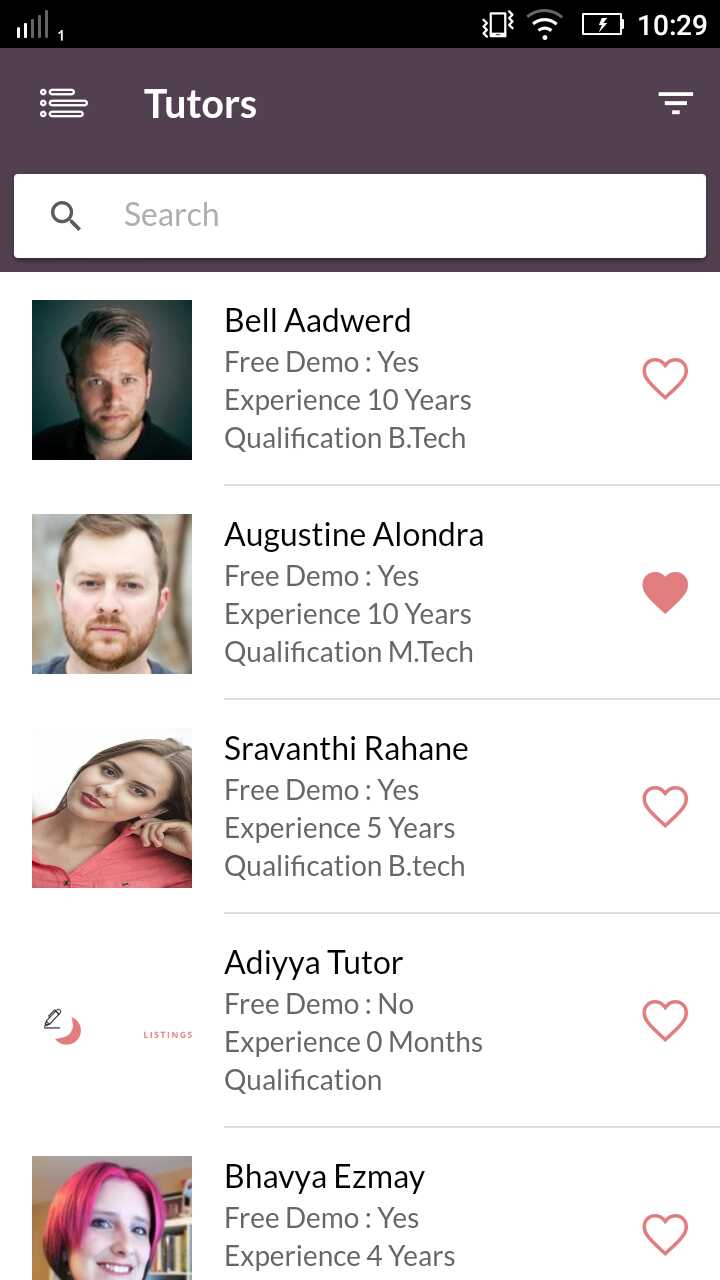 1 10:29
Tutors
Search
Bell Aadwerd
Free Demo : Yes
Experience 10 Years
Qualification B.Tech
Augustine Alondra
Free Demo : Yes
Experience 10 Years
Qualification M.Tech
Sravanthi Rahane
Free Demo : Yes
Experience 5 Years
Qualification B.tech
LISTINGS
Adiyya Tutor
Free Demo : No
Experience 0 Months
Qualification
Bhavya Ezmay
Free Demo : Yes
Experience 4 Years